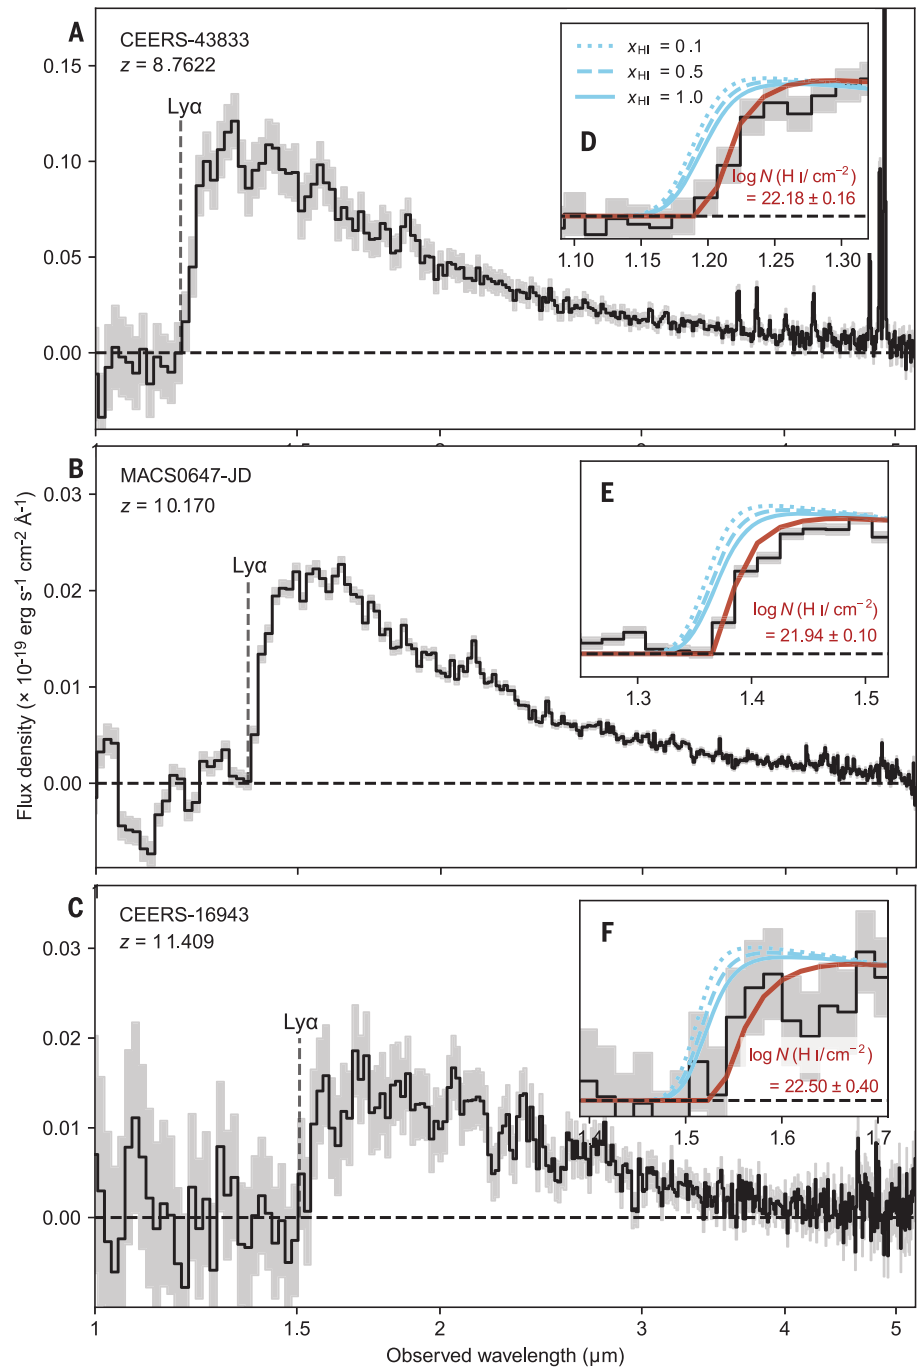 A
CEERS-43833
z = 8.7622
Lyα
0.15
0.10
0.05
0.00
D
xHI = 0.1
xHI = 0.5
xHI = 1.0
log N (H I/ cm⁻²)
= 22.18 ± 0.16
1.10 1.15 1.20 1.25 1.30
B
MACS0647-JD
z = 10.170
Lyα
0.03
0.02
0.01
0.00
E
log N (H I/ cm⁻²)
= 21.94 ± 0.10
1.3 1.4 1.5
Flux density (× 10⁻¹⁹ erg s⁻¹ cm⁻² Å⁻¹)
C
CEERS-16943
z = 11.409
Lyα
0.03
0.02
0.01
0.00
F
log N (H I/ cm⁻²)
= 22.50 ± 0.40
1.4 1.5 1.6 1.7
1 1.5 2 3 4 5
Observed wavelength (μm)